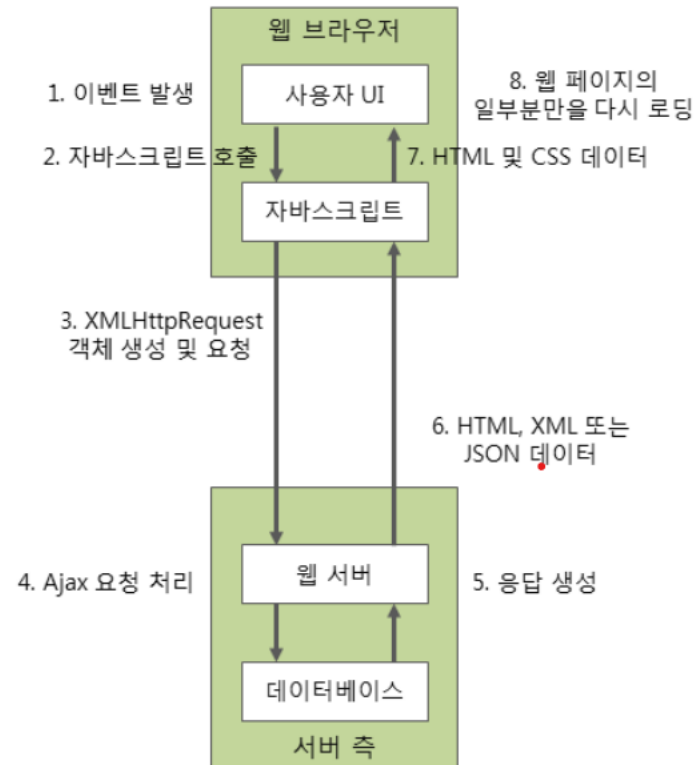 웹 브라우저
1. 이벤트 발생
사용자 UI
8. 웹 페이지의
일부분만을 다시 로딩
2. 자바스크립트 호출
7. HTML 및 CSS 데이터
자바스크립트
3. XMLHttpRequest
객체 생성 및 요청
6. HTML, XML 또는
JSON 데이터
4. Ajax 요청 처리
웹 서버
5. 응답 생성
데이터베이스
서버 측